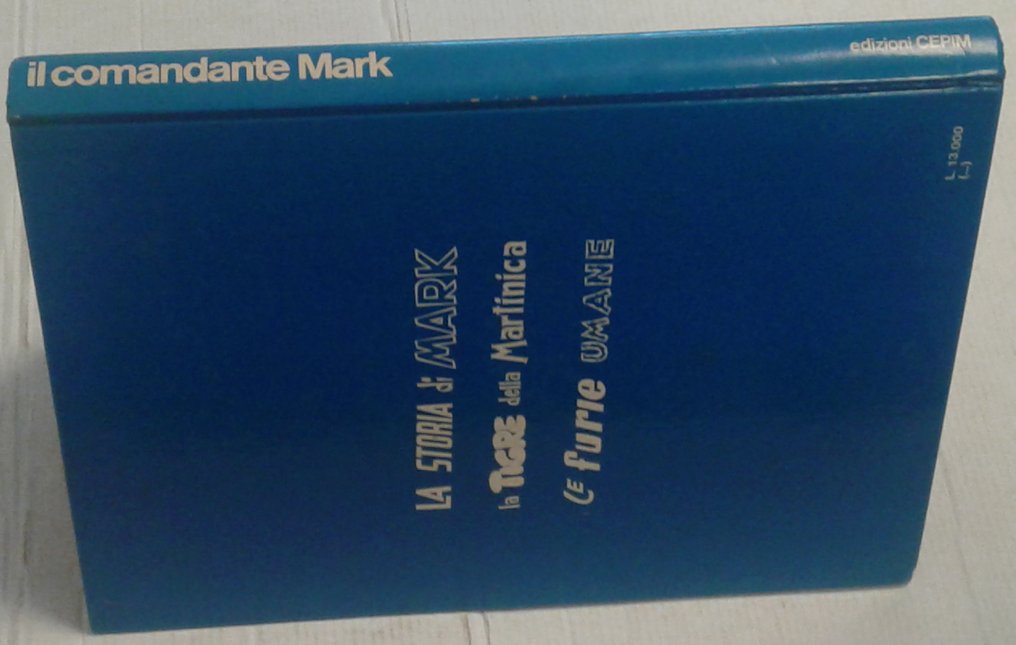 il comandante Mark
edizioni CEPIM
L. 13.000
(...)
LA STORIA di MARK
la TIGRE della Martinica
LE furie UMANE